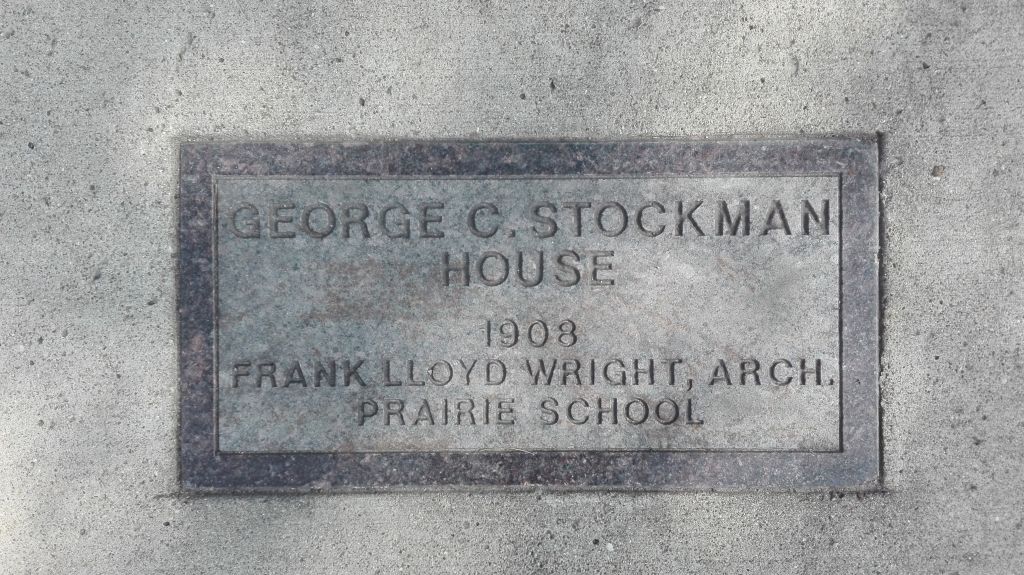 GEORGE C. STOCKMAN
HOUSE
1908
FRANK LLOYD WRIGHT, ARCH.
PRAIRIE SCHOOL